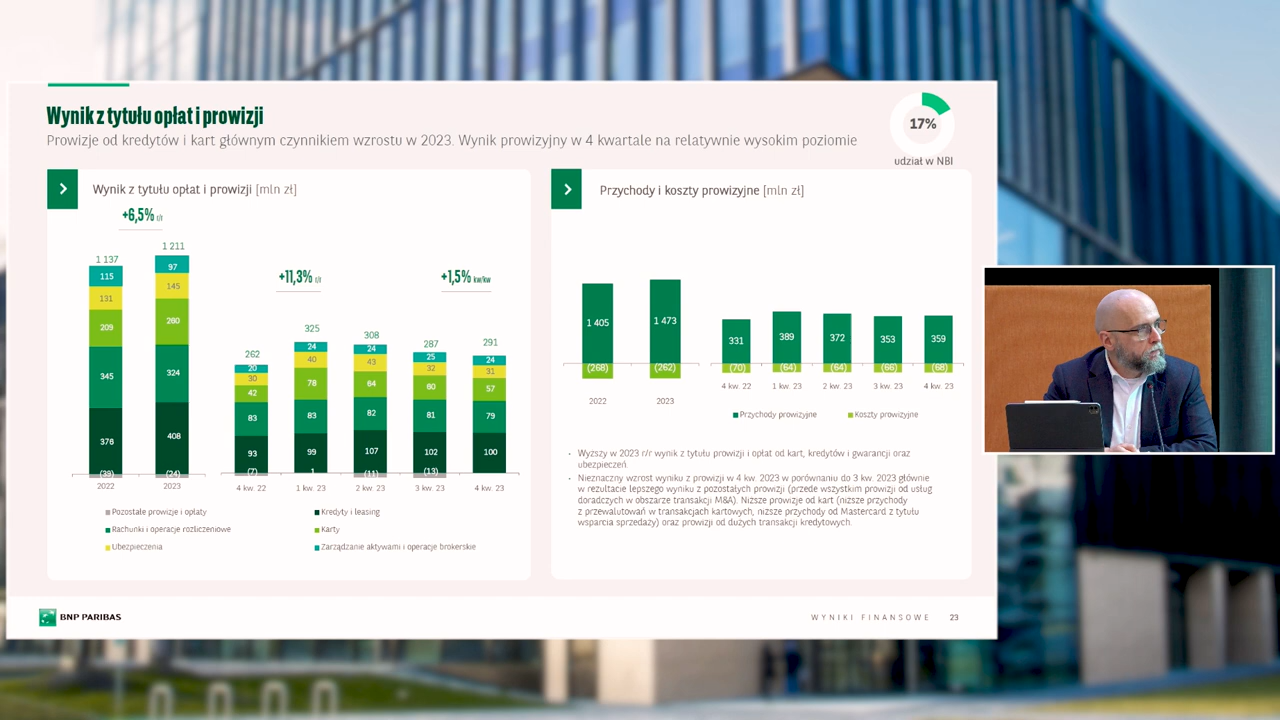 Wynik z tytułu opłat i prowizji
Prowizje od kredytów i kart głównym czynnikiem wzrostu w 2023. Wynik prowizyjny w 4 kwartale na relatywnie wysokim poziomie
17%
udział w NBI
Wynik z tytułu opłat i prowizji [mln zł]
+6,5% r/r
+11,3% r/r
+1,5% kw/kw
1 137
115
131
209
345
376
(39)
2022
1 211
97
145
260
324
408
(24)
2023
262
20
30
42
83
93
(7)
4 kw. 22
325
24
40
78
83
99
1
1 kw. 23
308
24
43
64
82
107
(11)
2 kw. 23
287
25
32
60
81
102
(13)
3 kw. 23
291
24
31
57
79
100
4 kw. 23
Pozostałe prowizje i opłaty
Kredyty i leasing
Rachunki i operacje rozliczeniowe
Karty
Ubezpieczenia
Zarządzanie aktywami i operacje brokerskie
Przychody i koszty prowizyjne [mln zł]
1 405
1 473
331
389
372
353
359
(268)
(262)
(70)
(64)
(64)
(66)
(68)
2022
2023
4 kw. 22
1 kw. 23
2 kw. 23
3 kw. 23
4 kw. 23
Przychody prowizyjne
Koszty prowizyjne
• Wyższy w 2023 r/r wynik z tytułu prowizji i opłat od kart, kredytów i gwarancji oraz
ubezpieczeń
• Nieznaczny wzrost wyniku z prowizji w 4 kw. 2023 w porównaniu do 3 kw. 2023 głównie
w rezultacie lepszego wyniku z pozostałych prowizji (przede wszystkim prowizji od usług
doradczych w obszarze transakcji M&A). Niższe prowizje od kart (niższe przychody
z przewalutowań w transakcjach kartowych, niższe przychody od Mastercard z tytułu
wsparcia sprzedaży) oraz prowizji od dużych transakcji kredytowych.
BNP PARIBAS
WYNIKI FINANSOWE 23